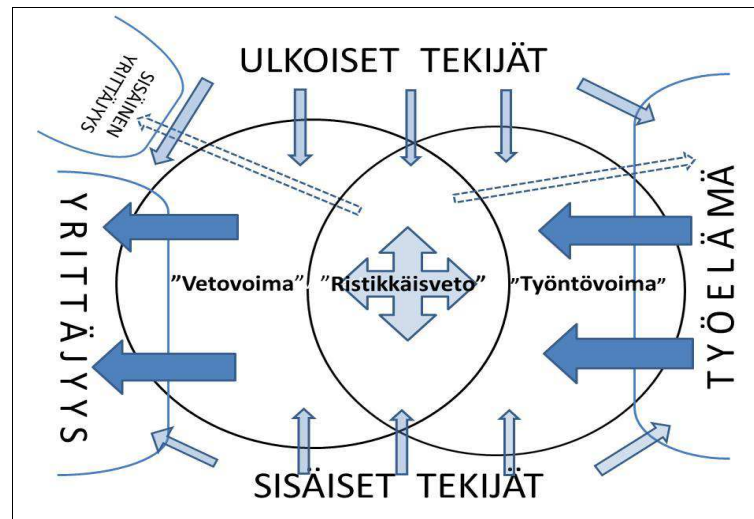 ULKOISET TEKIJÄT
SISÄINEN
YRITTÄJYYS
YRITTÄJYYS
”Vetovoima”
”Ristikkäisveto”
”Työntövoima”
TYÖELÄMÄ
SISÄISET TEKIJÄT